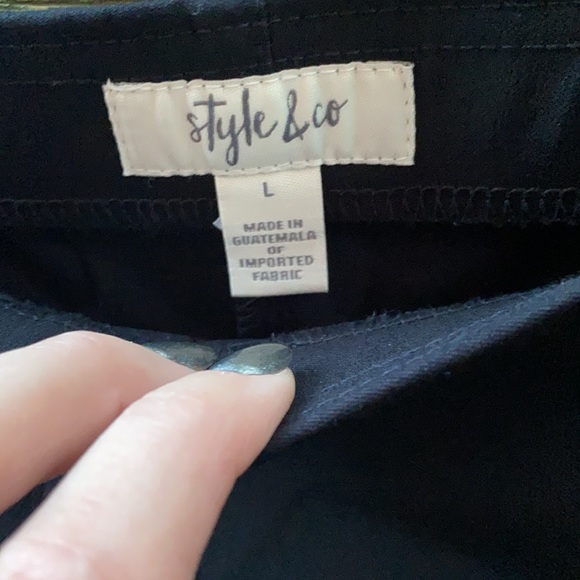 style & co
L
MADE IN
GUATEMALA
OF
IMPORTED
FABRIC